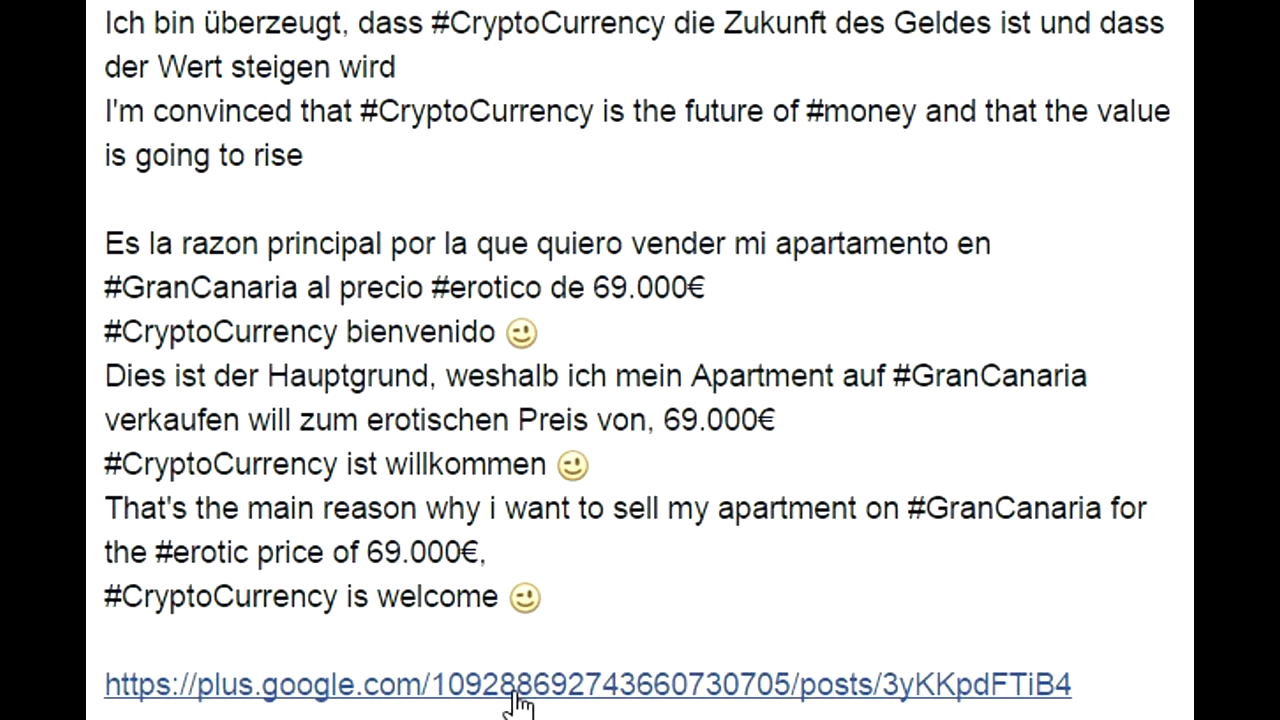 Ich bin überzeugt, dass #CryptoCurrency die Zukunft des Geldes ist und dass
der Wert steigen wird
I'm convinced that #CryptoCurrency is the future of #money and that the value
is going to rise
Es la razon principal por la que quiero vender mi apartamento en
#GranCanaria al precio #erotico de 69.000€
#CryptoCurrency bienvenido 😉
Dies ist der Hauptgrund, weshalb ich mein Apartment auf #GranCanaria
verkaufen will zum erotischen Preis von, 69.000€
#CryptoCurrency ist willkommen 😉
That's the main reason why i want to sell my apartment on #GranCanaria for
the #erotic price of 69.000€,
#CryptoCurrency is welcome 😉
https://plus.google.com/109288692743660730705/posts/3yKKpdFTiB4